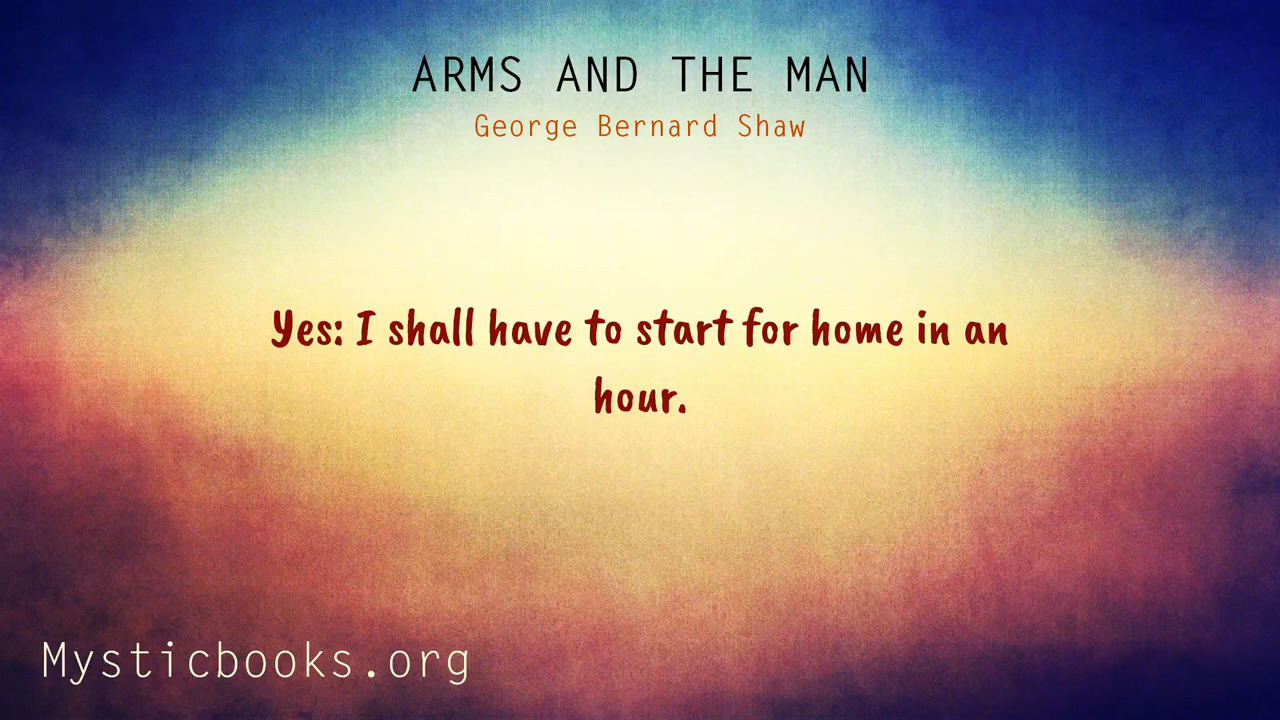 ARMS AND THE MAN
George Bernard Shaw
Yes: I shall have to start for home in an
hour.
Mysticbooks.org